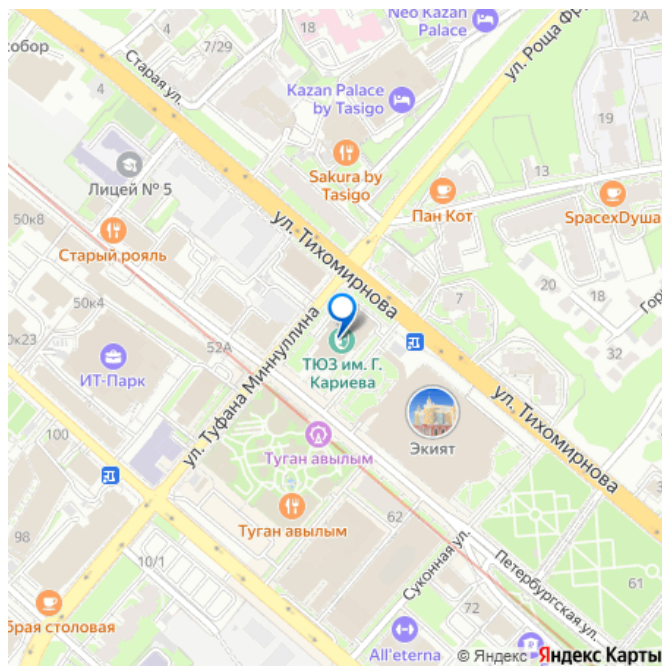 собор
7/29
18
Neo Kazan
Palace
4
Старая ул.
4
ул. Роща Фр
Kazan Palace
by Tasigo
19
Лицей № 5
Sakura by
Tasigo
13
50к8
Пан Кот
SpacexDуша
Старый рояль
ул. Тихомирнова
20
18
Гор
50к4
7
0к23
52А
32
ИТ-Парк
ул. Туфана Миннуллина
ТЮЗ им. Г.
Кариева
ул. Тихомирнова
100
Экият
Туган авылым
Туган авылым
98
62
10/1
Суконная ул.
Петербургская ул.
61
72
брая столовая
All'eterna
© Яндекс Яндекс Карты